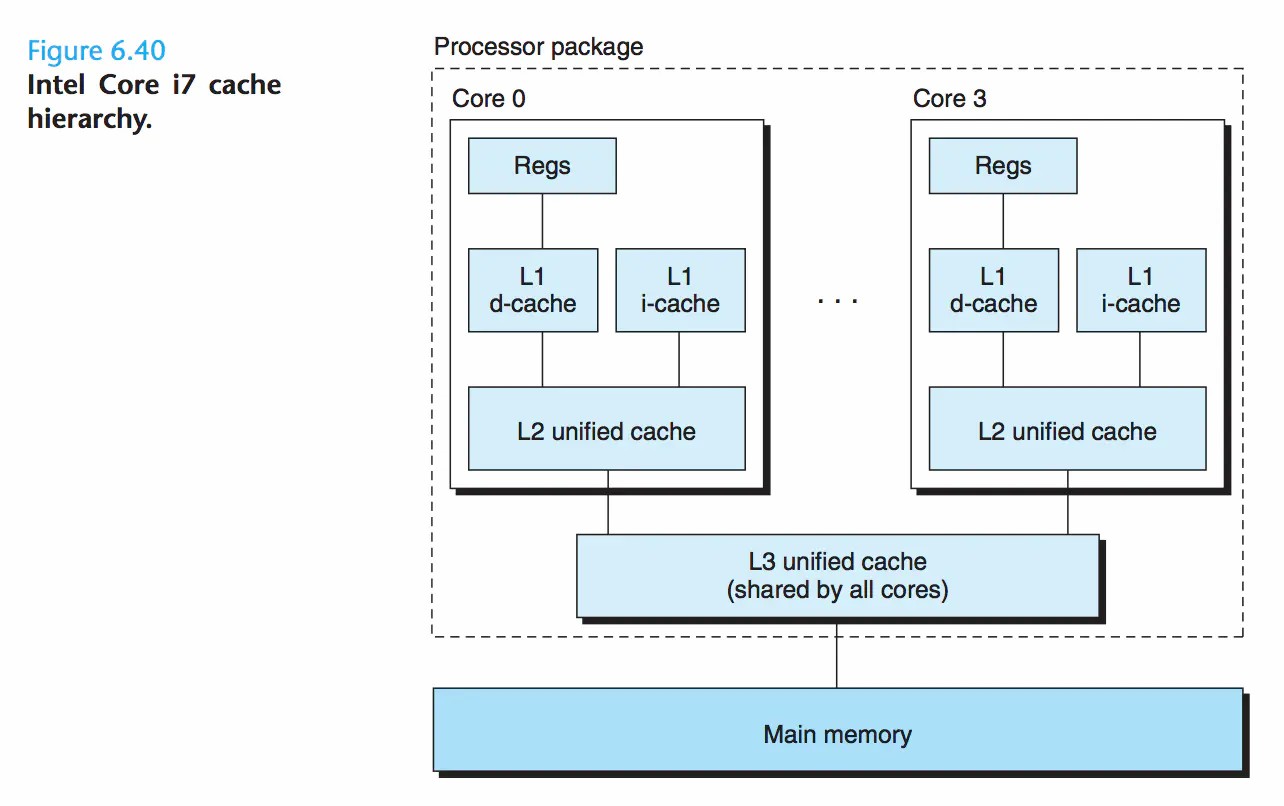 Figure 6.40
Intel Core i7 cache
hierarchy.
Processor package
Core 0
Regs
L1
d-cache
L1
i-cache
L2 unified cache
. . .
Core 3
Regs
L1
d-cache
L1
i-cache
L2 unified cache
L3 unified cache
(shared by all cores)
Main memory